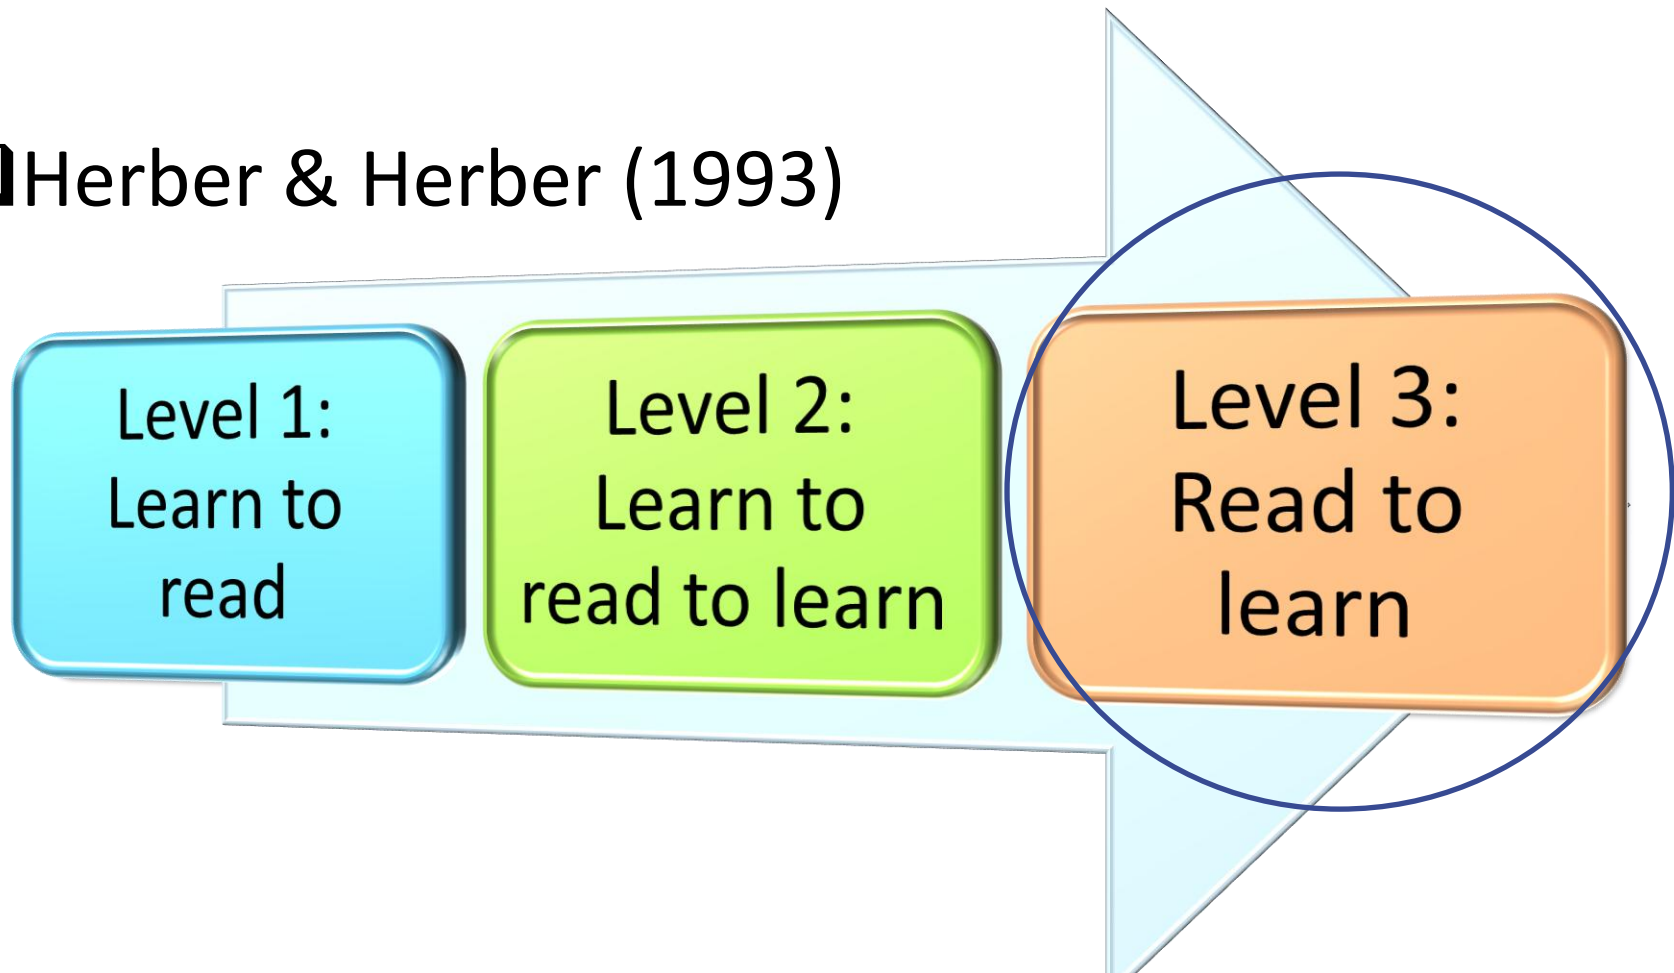 Herber & Herber (1993)
Level 1:
Learn to
read
Level 2:
Learn to
read to learn
Level 3:
Read to
learn